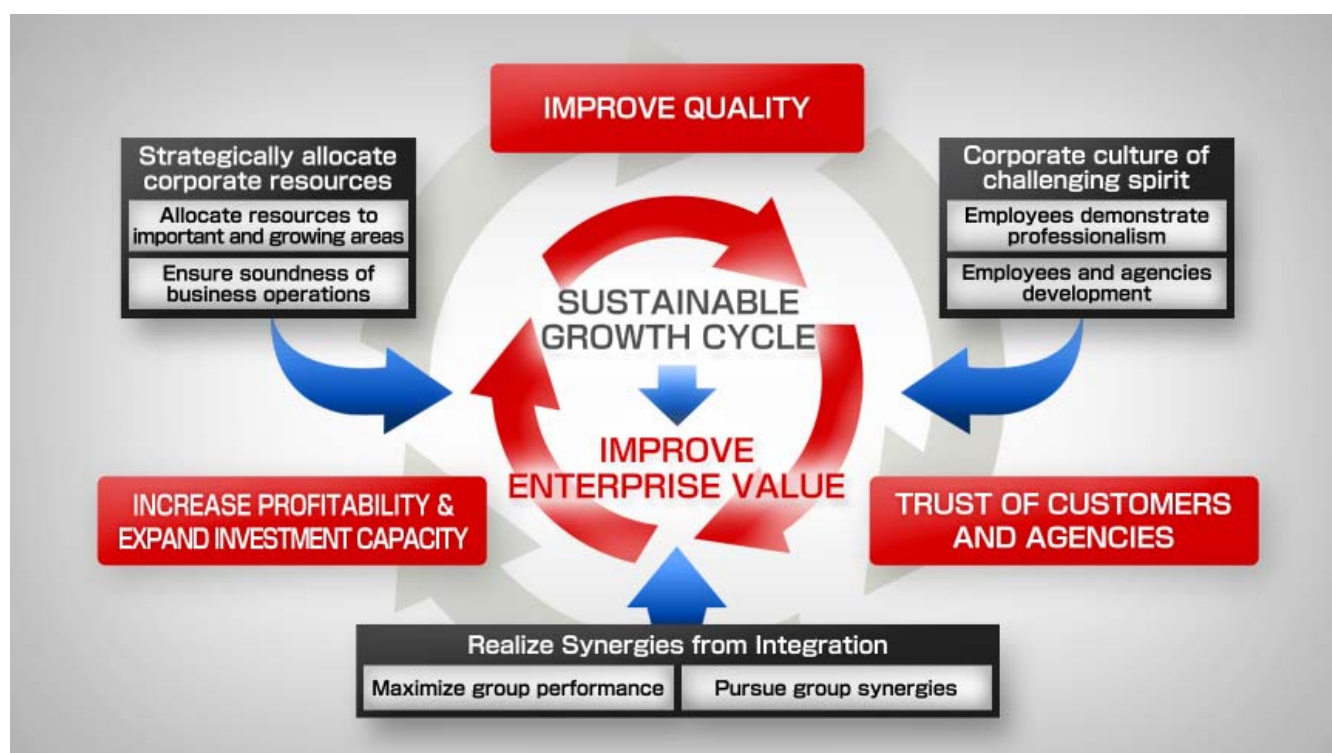 IMPROVE QUALITY
Strategically allocate
corporate resources
Allocate resources to
important and growing areas
Ensure soundness of
business operations
Corporate culture of
challenging spirit
Employees demonstrate
professionalism
Employees and agencies
development
SUSTAINABLE
GROWTH CYCLE
IMPROVE
ENTERPRISE VALUE
INCREASE PROFITABILITY &
EXPAND INVESTMENT CAPACITY
TRUST OF CUSTOMERS
AND AGENCIES
Realize Synergies from Integration
Maximize group performance
Pursue group synergies